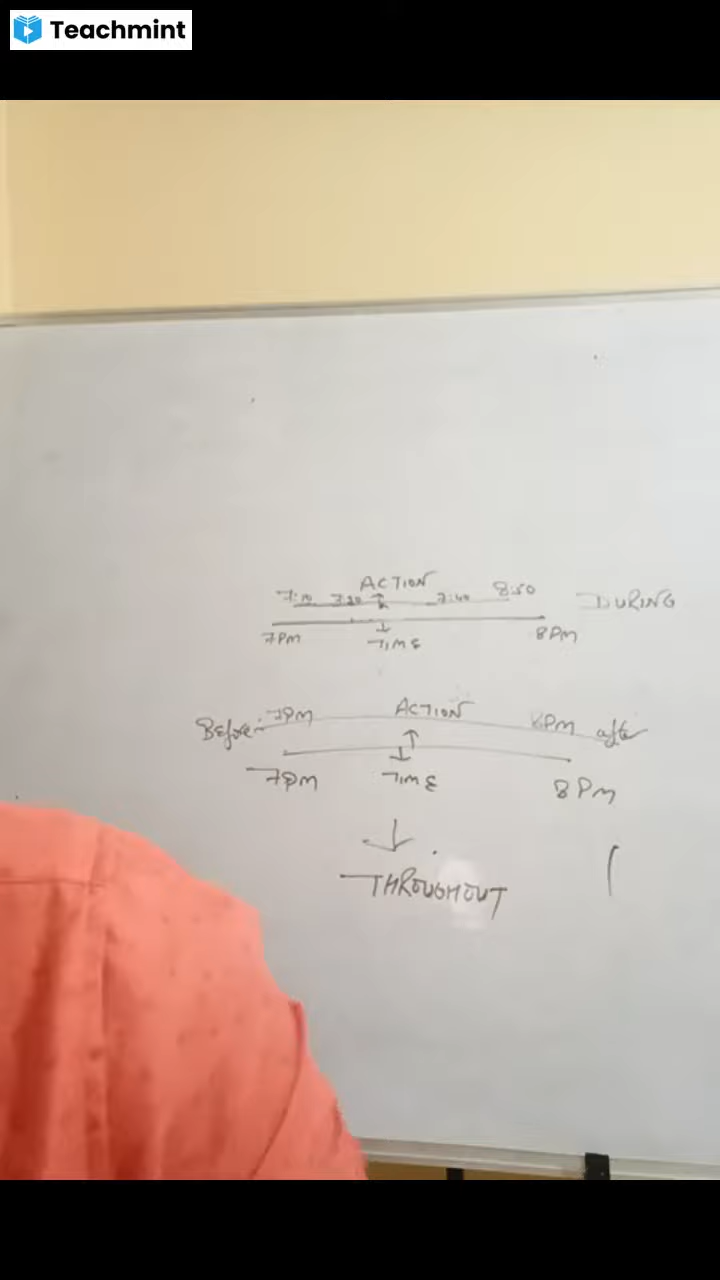 Teachmint
ACTION
7:10 7:20 7:40 8:50 DURING
7PM TIME 8PM
Before 7PM ACTION 8PM after
7PM TIME 8PM
THROUGHOUT